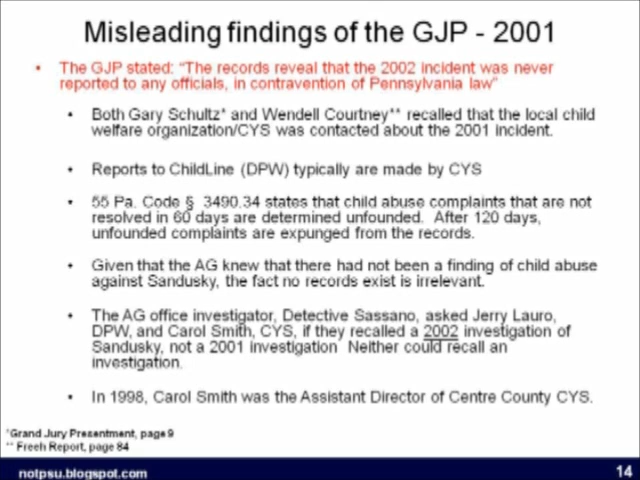 Misleading findings of the GJP - 2001
• The GJP stated: "The records reveal that the 2002 incident was never
reported to any officials, in contravention of Pennsylvania law"
• Both Gary Schultz* and Wendell Courtney** recalled that the local child
welfare organization/CYS was contacted about the 2001 incident.
• Reports to ChildLine (DPW) typically are made by CYS
• 55 Pa. Code § 3490.34 states that child abuse complaints that are not
resolved in 60 days are determined unfounded. After 120 days,
unfounded complaints are expunged from the records.
• Given that the AG knew that there had not been a finding of child abuse
against Sandusky, the fact no records exist is irrelevant.
• The AG office investigator, Detective Sassano, asked Jerry Lauro,
DPW, and Carol Smith, CYS, if they recalled a 2002 investigation of
Sandusky, not a 2001 investigation Neither could recall an
investigation.
• In 1998, Carol Smith was the Assistant Director of Centre County CYS.
*Grand Jury Presentment, page 9
** Freeh Report, page 84
notpsu.blogspot.com
14